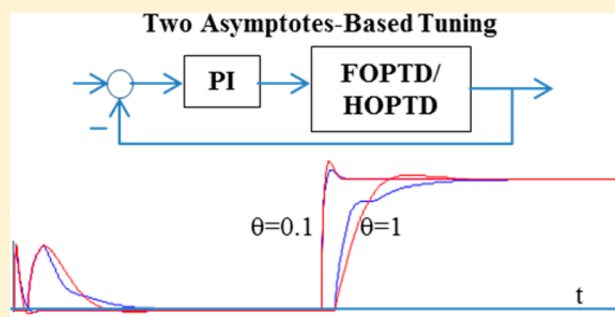 Two Asymptotes-Based Tuning
PI
FOPTD/
HOPTD
−
θ=0.1
θ=1
t